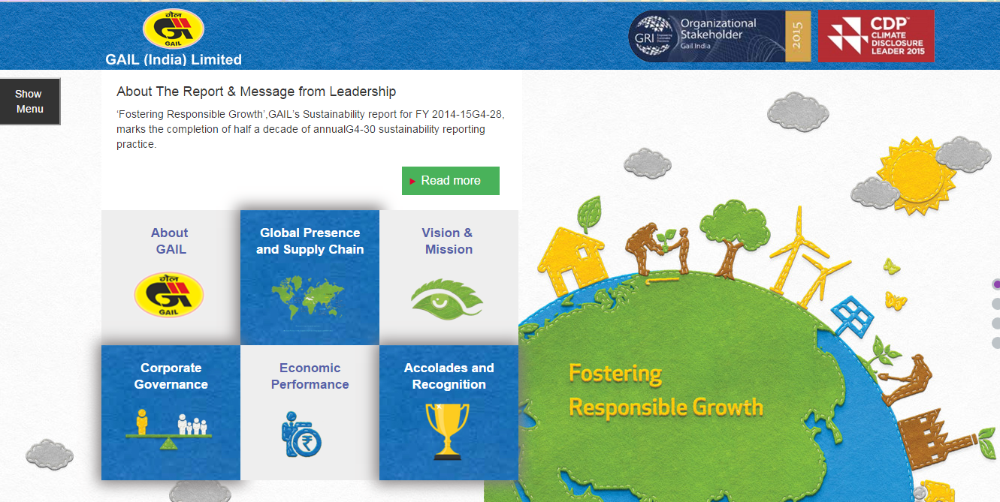 गेल
GAIL
GAIL (India) Limited
GRI
Organizational
Stakeholder
Gail India
2015
CDP™
CLIMATE
DISCLOSURE
LEADER 2015
Show
Menu
About The Report & Message from Leadership
‘Fostering Responsible Growth’,GAIL’s Sustainability report for FY 2014-15G4-28,
marks the completion of half a decade of annualG4-30 sustainability reporting
practice.
Read more
About
GAIL
गेल
GAIL
Global Presence
and Supply Chain
Vision &
Mission
Corporate
Governance
Economic
Performance
₹
Accolades and
Recognition
Fostering
Responsible Growth